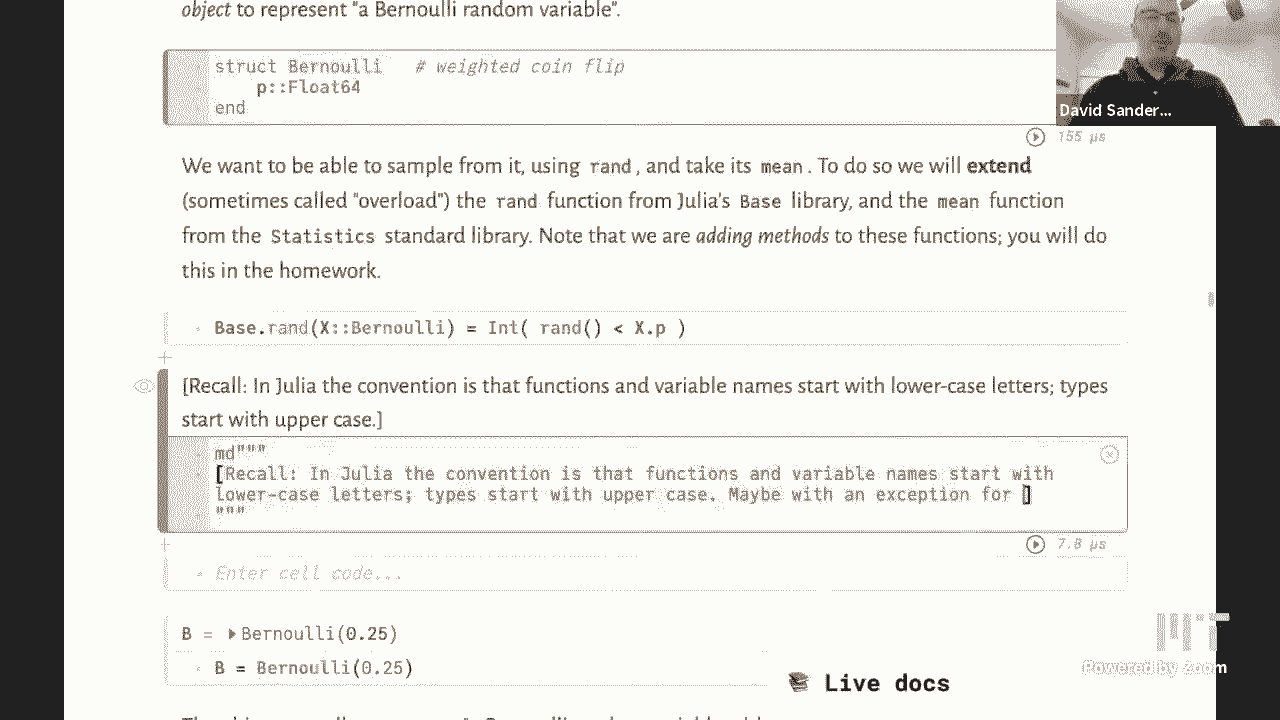 object to represent "a Bernoulli random variable".
struct Bernoulli # weighted coin flip
p::Float64
end
David Sander...
155 µs
We want to be able to sample from it, using rand, and take its mean. To do so we will extend
(sometimes called "overload") the rand function from Julia's Base library, and the mean function
from the Statistics standard library. Note that we are adding methods to these functions; you will do
this in the homework.
Base.rand(X::Bernoulli) = Int( rand() < X.p )
[Recall: In Julia the convention is that functions and variable names start with lower-case letters; types
start with upper case.]
md"""
[Recall: In Julia the convention is that functions and variable names start with
lower-case letters; types start with upper case. Maybe with an exception for ]
"""
7.8 µs
Enter cell code...
B = Bernoulli(0.25)
B = Bernoulli(0.25)
Live docs
MIT
Powered by Zoom